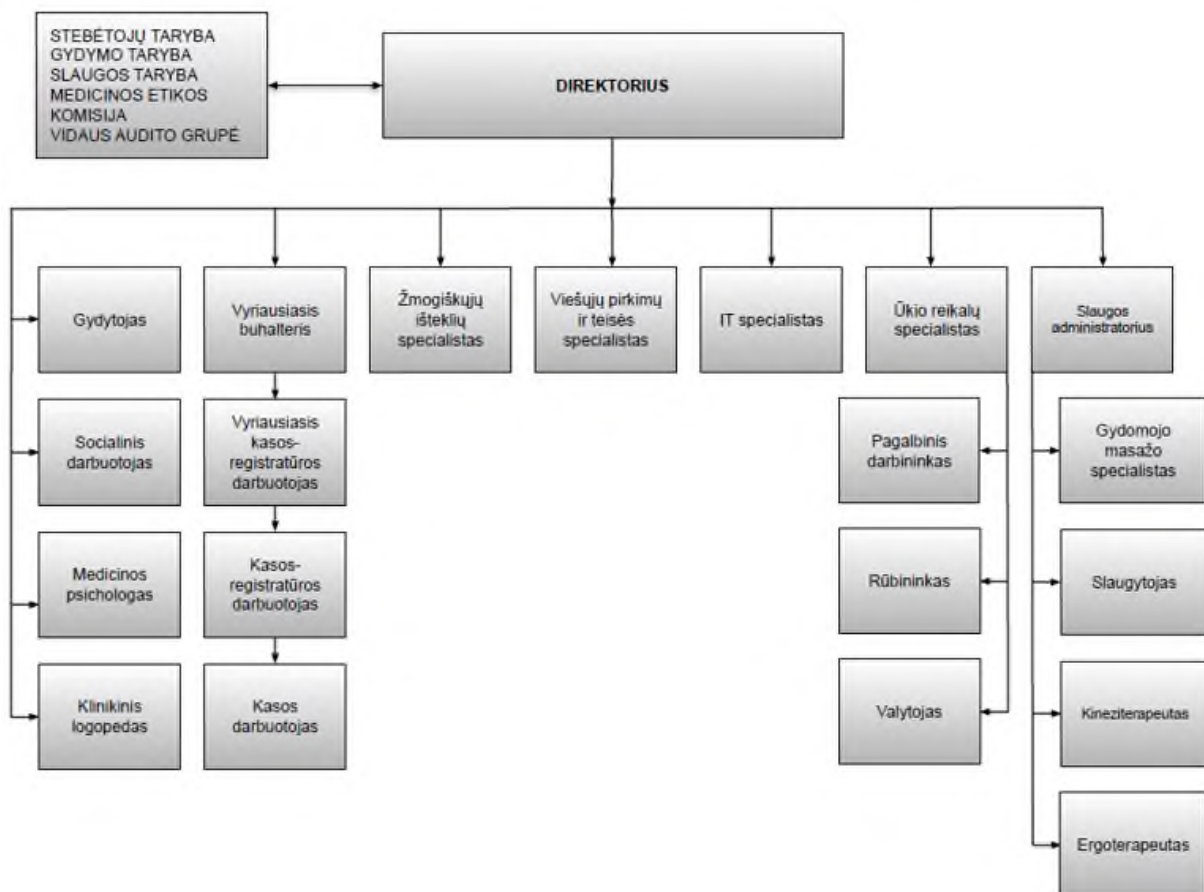 STEBĖTOJŲ TARYBA
GYDYMO TARYBA
SLAUGOS TARYBA
MEDICINOS ETIKOS
KOMISIJA
VIDAUS AUDITO GRUPĖ
DIREKTORIUS
Gydytojas
Vyriausiasis
buhalteris
Žmogiškųjų
išteklių
specialistas
Viešųjų pirkimų
ir teisės
specialistas
IT specialistas
Ūkio reikalų
specialistas
Slaugos
administratorius
Socialinis
darbuotojas
Vyriausiasis
kasos-
registratūros
darbuotojas
Pagalbinis
darbininkas
Gydomojo
masažo
specialistas
Medicinos
psichologas
Kasos-
registratūros
darbuotojas
Rūbininkas
Slaugytojas
Klinikinis
logopedas
Kasos
darbuotojas
Valytojas
Kineziterapeutas
Ergoterapeutas